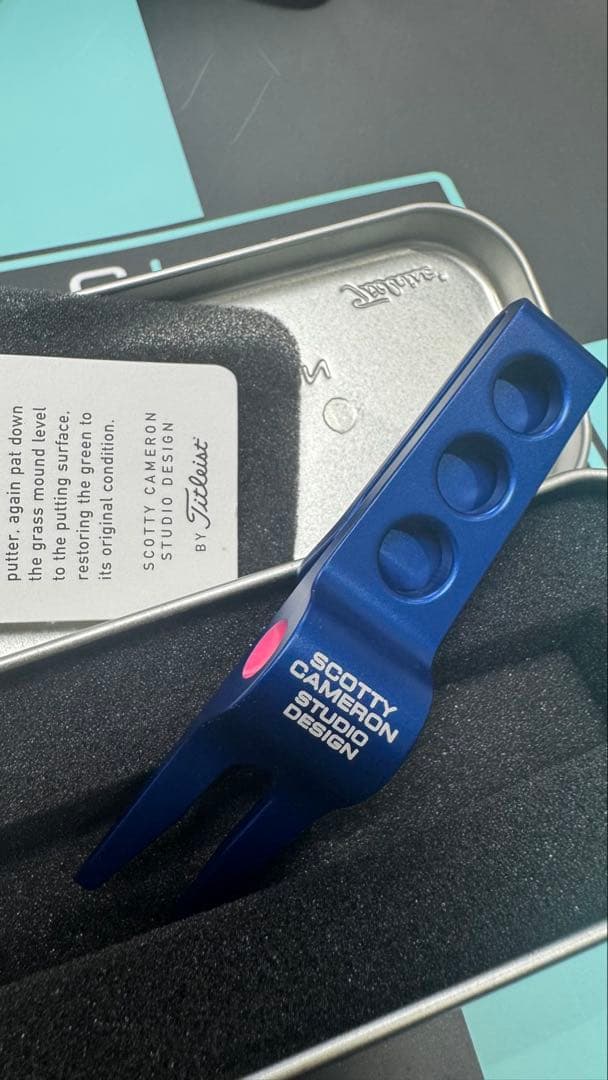 Titleist
putter, again pat down
the grass mound level
to the putting surface,
restoring the green to
its original condition.
SCOTTY CAMERON
STUDIO DESIGN
BY Titleist
SCOTTY
CAMERON
STUDIO
DESIGN